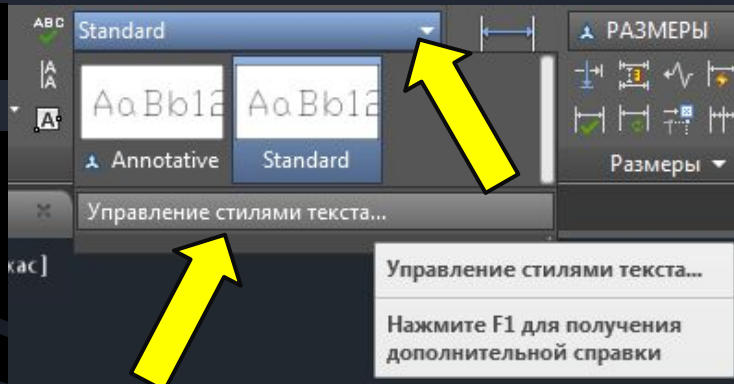 ABC
Standard
РАЗМЕРЫ
A
A
A
AaBb12
AaBb12
Annotative
Standard
Размеры
Управление стилями текста...
кас]
Управление стилями текста...
Нажмите F1 для получения
дополнительной справки